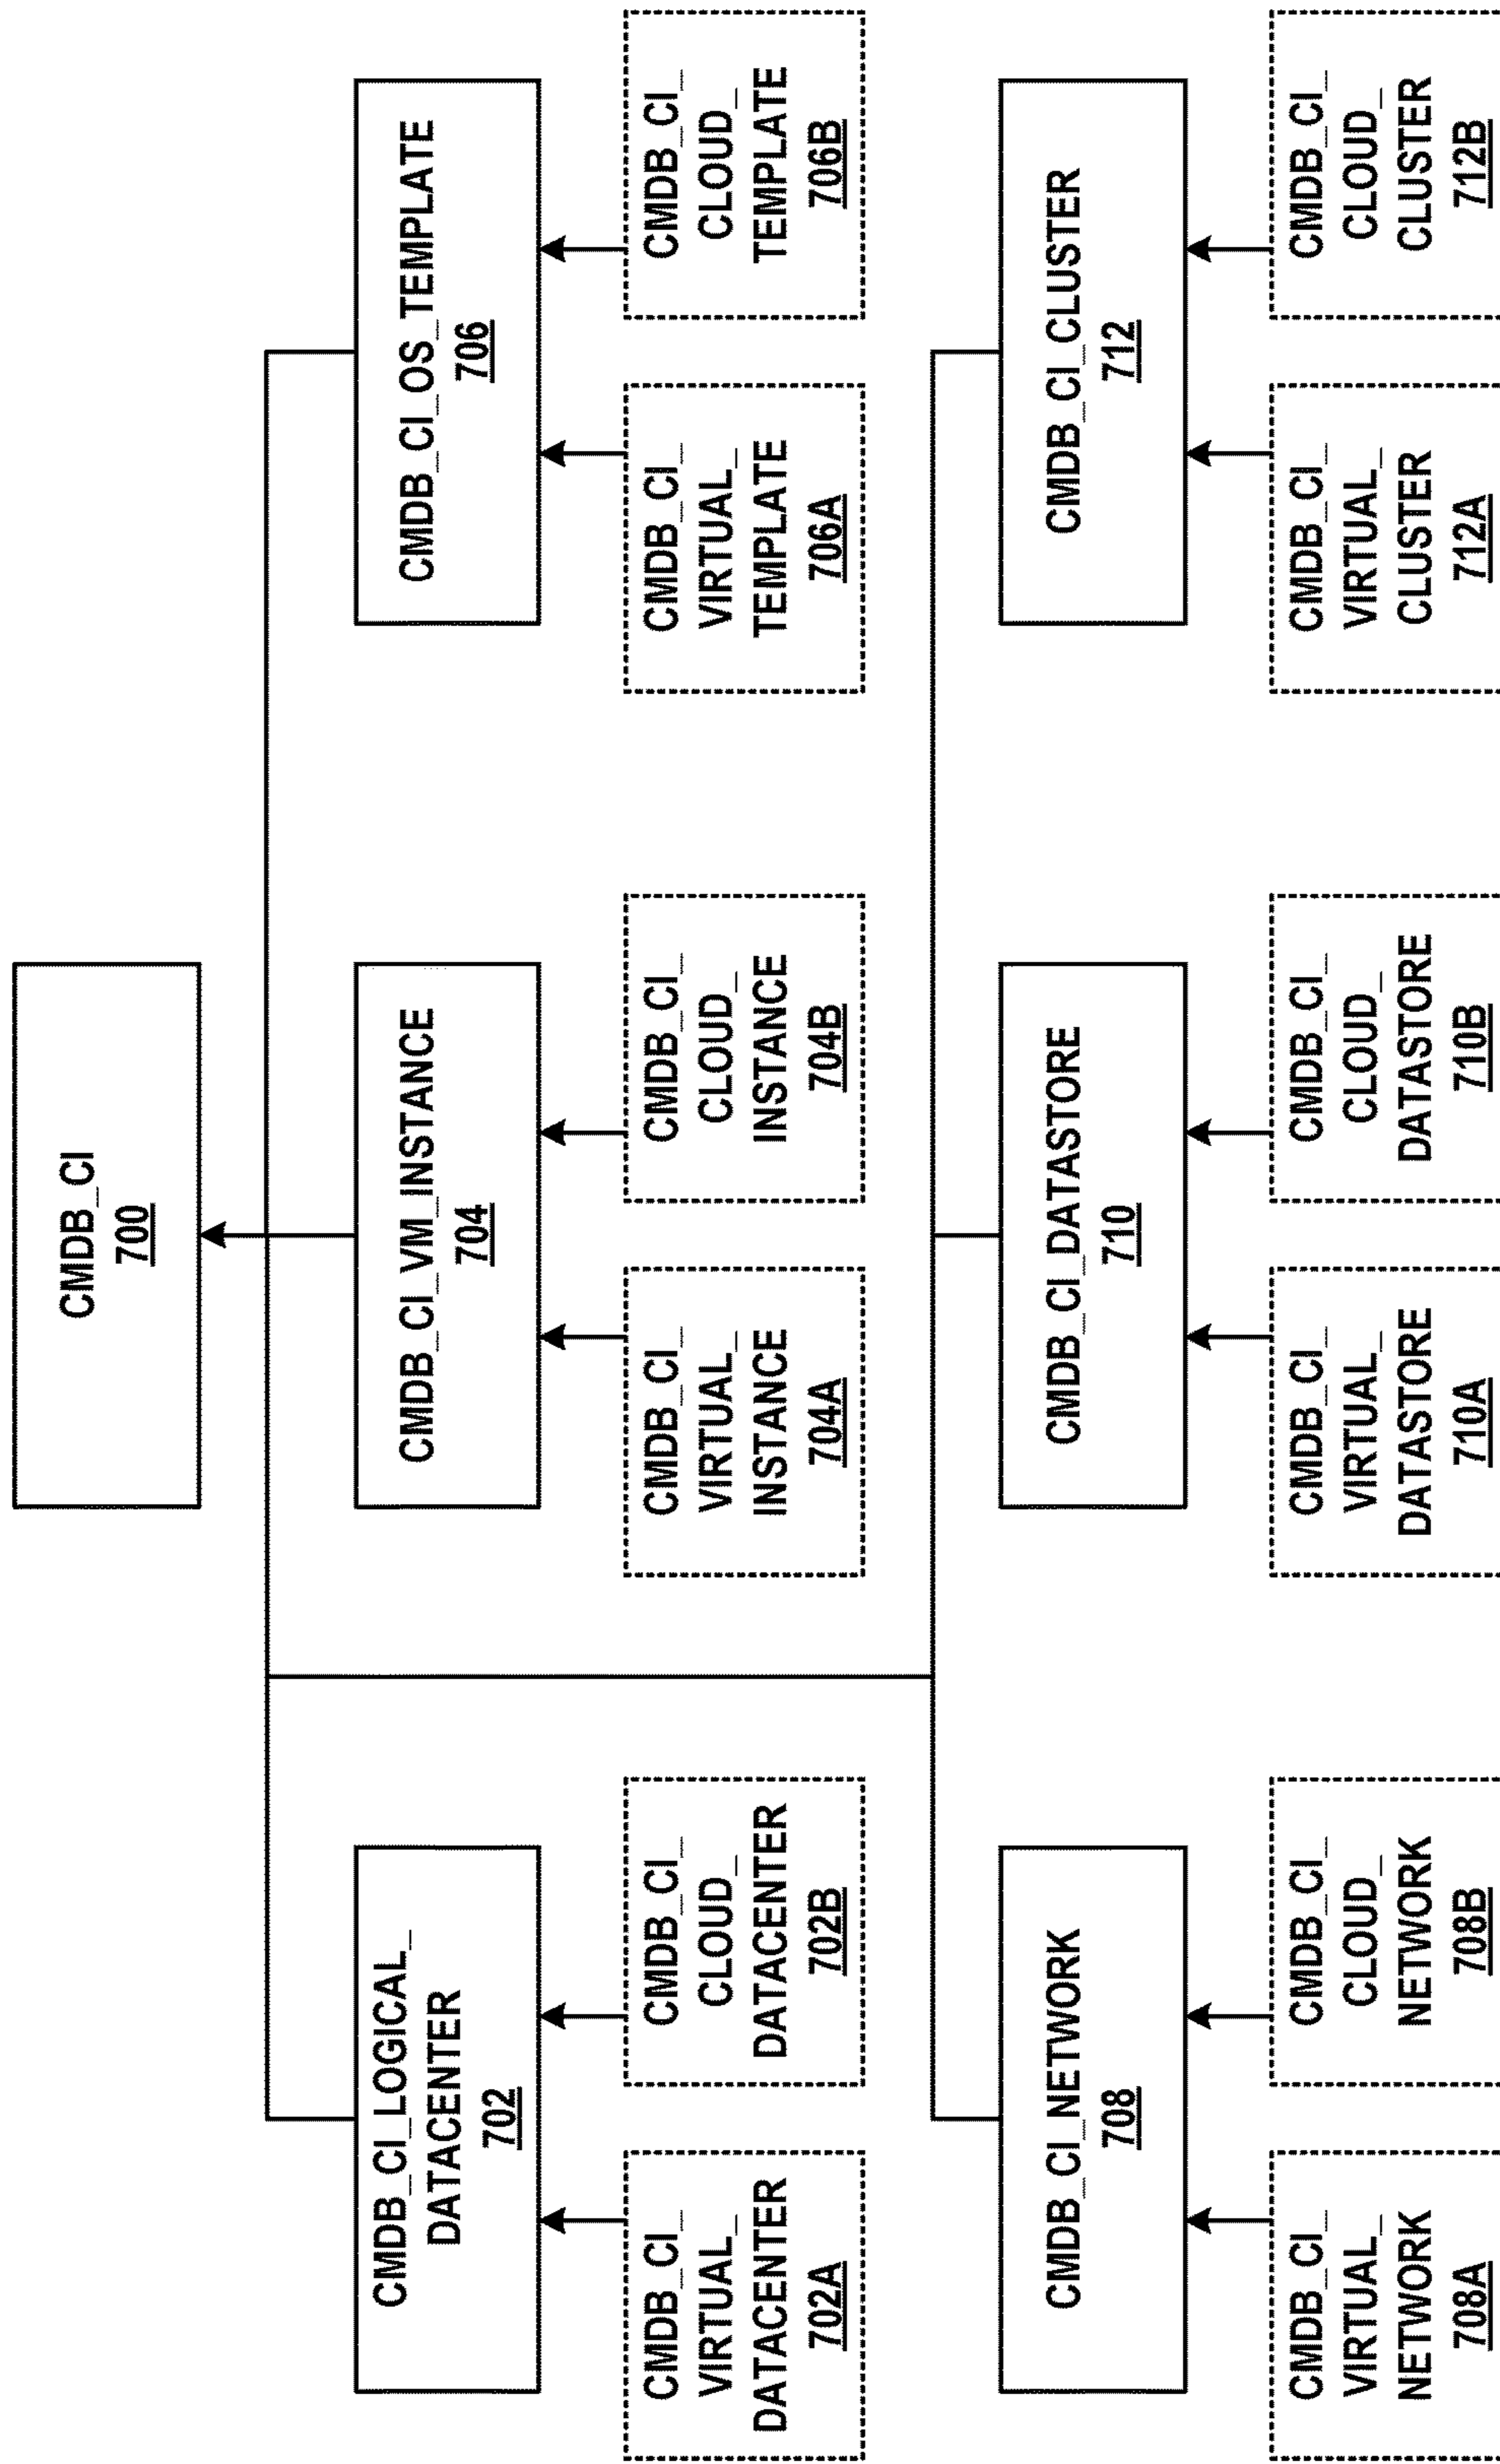 CMDB_CI
700
CMDB_CI_LOGICAL_
DATACENTER
702
CMDB_CI_
VIRTUAL_
DATACENTER
702A
CMDB_CI_
CLOUD_
DATACENTER
702B
CMDB_CI_VM_INSTANCE
704
CMDB_CI_
VIRTUAL_
INSTANCE
704A
CMDB_CI_
CLOUD_
INSTANCE
704B
CMDB_CI_OS_TEMPLATE
706
CMDB_CI_
VIRTUAL_
TEMPLATE
706A
CMDB_CI_
CLOUD_
TEMPLATE
706B
CMDB_CI_NETWORK
708
CMDB_CI_
VIRTUAL_
NETWORK
708A
CMDB_CI_
CLOUD_
NETWORK
708B
CMDB_CI_DATASTORE
710
CMDB_CI_
VIRTUAL_
DATASTORE
710A
CMDB_CI_
CLOUD_
DATASTORE
710B
CMDB_CI_CLUSTER
712
CMDB_CI_
VIRTUAL_
CLUSTER
712A
CMDB_CI_
CLOUD_
CLUSTER
712B